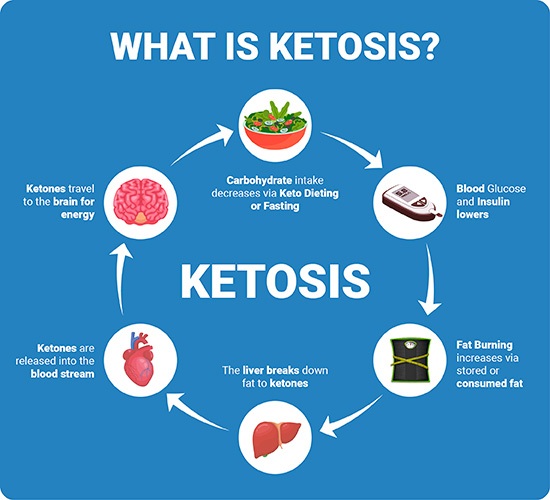 WHAT IS KETOSIS?
Carbohydrate intake
decreases via Keto Dieting
or Fasting
Blood Glucose
and Insulin
lowers
Fat Burning
increases via
stored or
consumed fat
The liver breaks down
fat to ketones
Ketones are
released into the
blood stream
Ketones travel
to the brain for
energy
KETOSIS